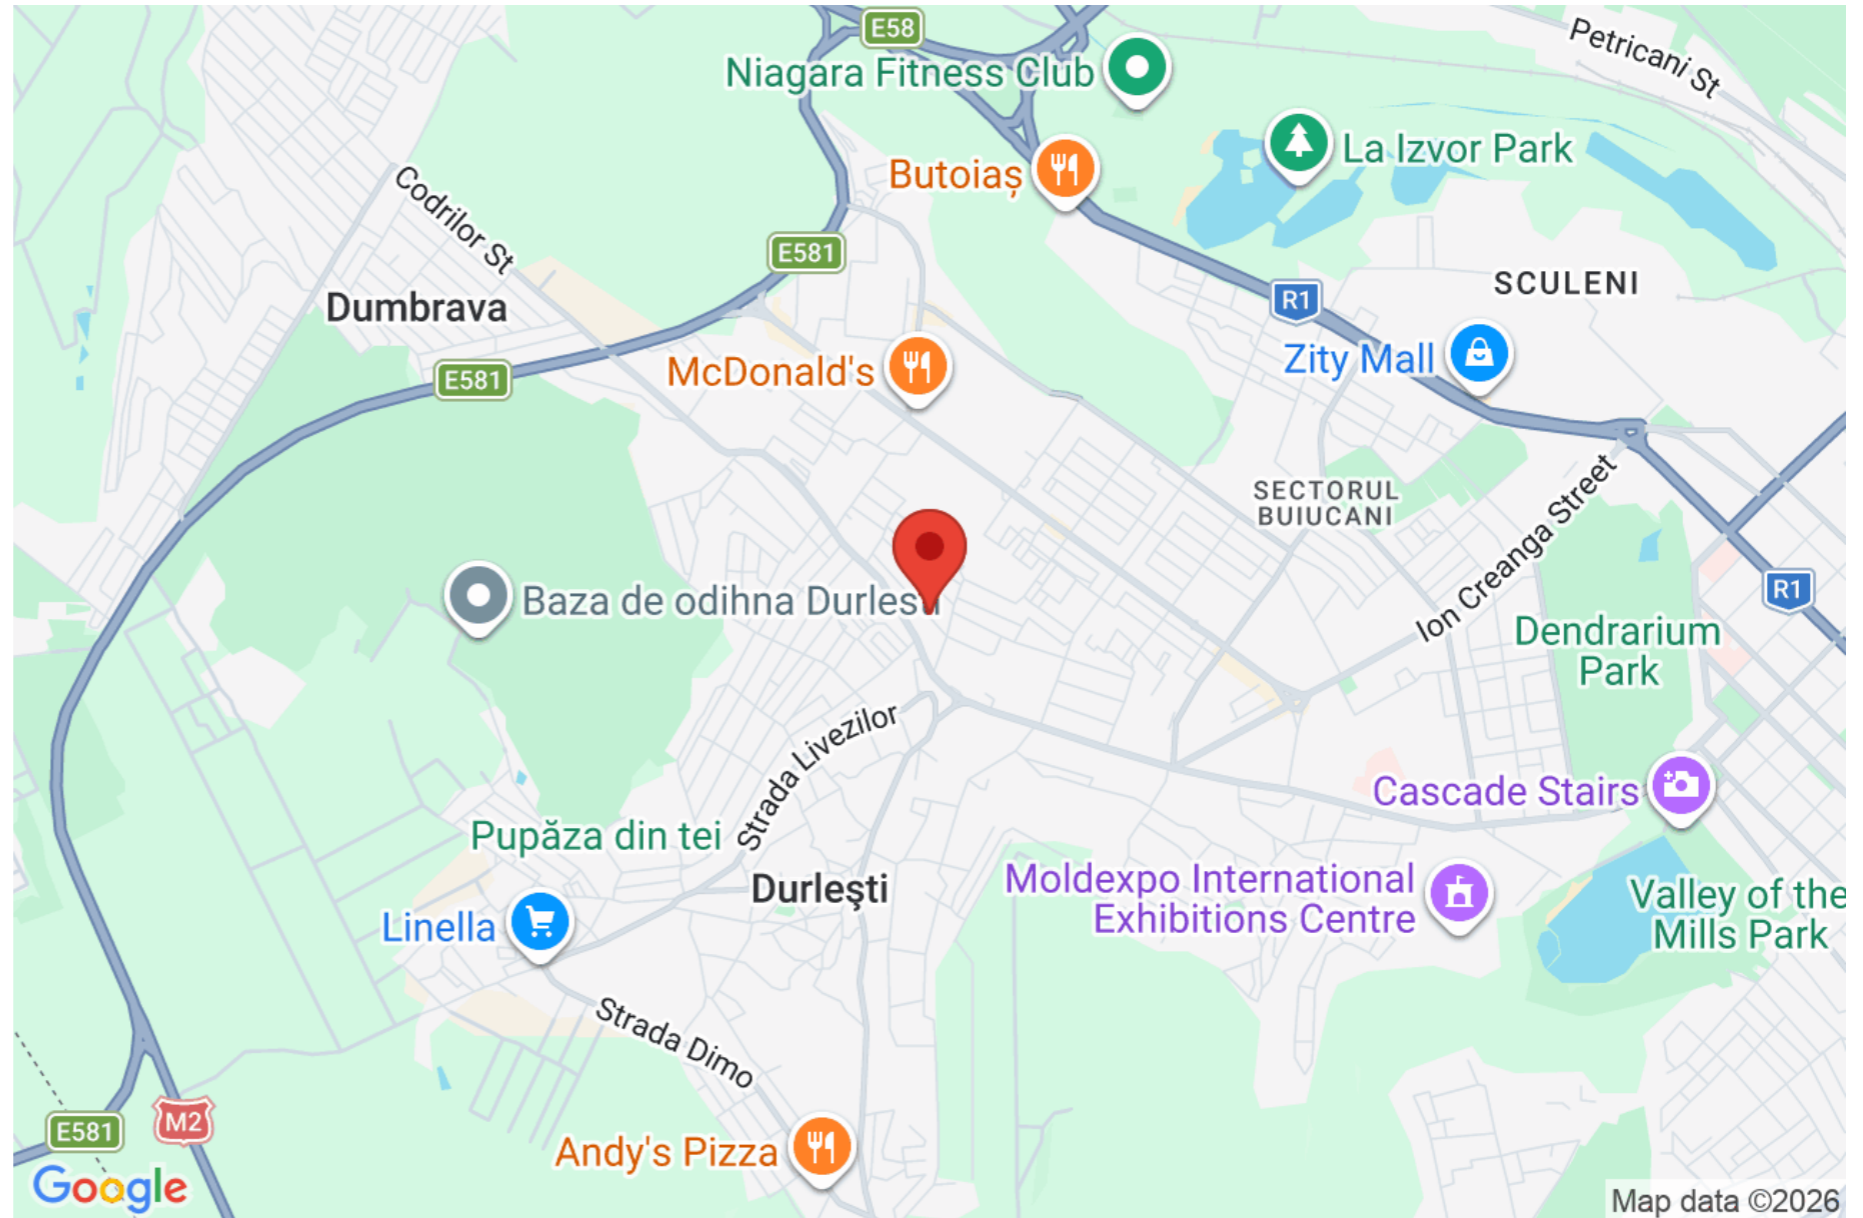 E58
Petricani St
Niagara Fitness Club
La Izvor Park
Butoiaș
Codrilor St
E581
SCULENI
Dumbrava
R1
Zity Mall
McDonald's
E581
SECTORUL
BUIUCANI
Ion Creanga Street
R1
Baza de odihna Durlesti
Dendrarium
Park
Strada Livezilor
Cascade Stairs
Pupăza din tei
Durleşti
Moldexpo International
Exhibitions Centre
Valley of the
Mills Park
Linella
Strada Dimo
M2
E581
Andy's Pizza
Google
Map data ©2026